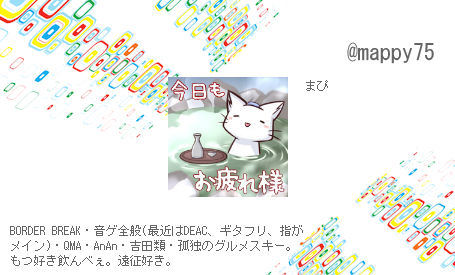 @mappy75
まぴ
今日も
お疲れ様
BORDER BREAK・音ゲ全般(最近はDEAC、ギタフリ、指が
メイン)・QMA・AnAn・吉田類・孤独のグルメスキー。
もつ好き飲んべぇ。遠征好き。